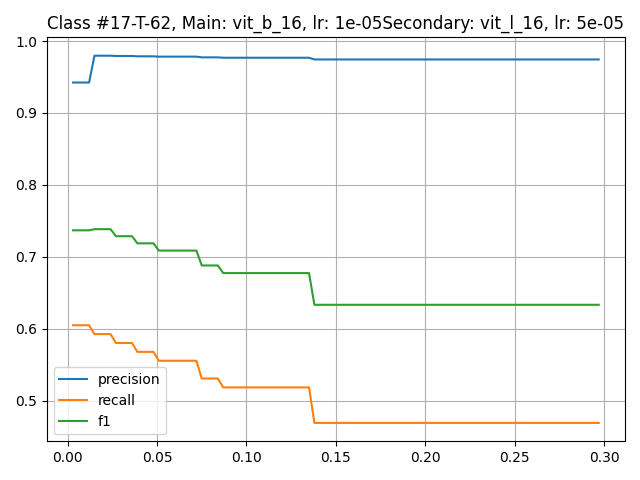 Class #17-T-62, Main: vit_b_16, lr: 1e-05Secondary: vit_l_16, lr: 5e-05
1.0
0.9
0.8
0.7
0.6
0.5
precision
recall
f1
0.00 0.05 0.10 0.15 0.20 0.25 0.30